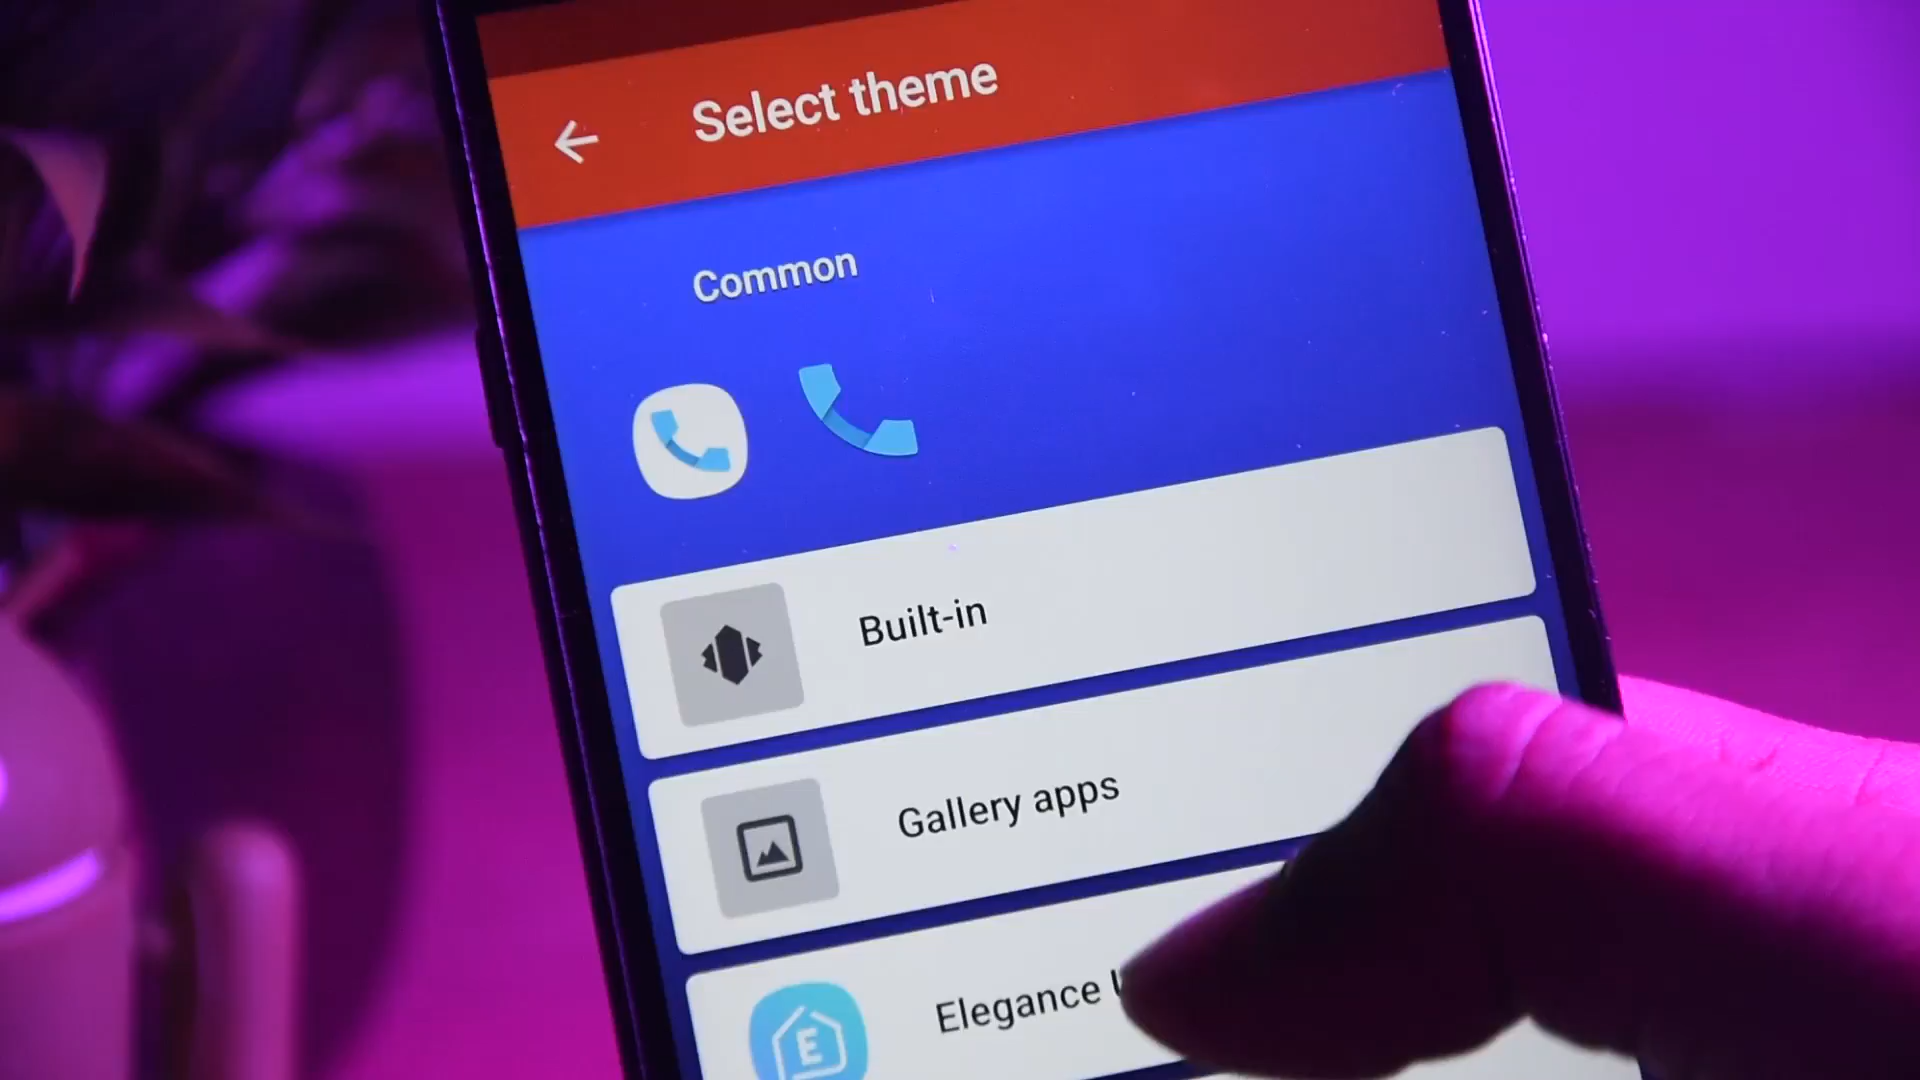 Select theme
Common
Built-in
Gallery apps
Elegance
E